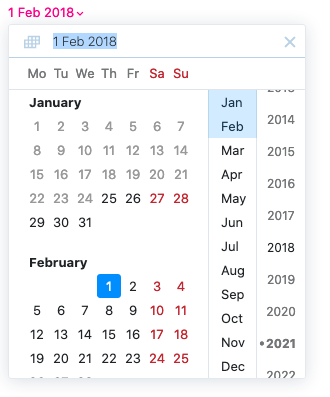 1 Feb 2018
1 Feb 2018
Mo Tu We Th Fr Sa Su
January
1 2 3 4 5 6 7
8 9 10 11 12 13 14
15 16 17 18 19 20 21
22 23 24 25 26 27 28
29 30 31
February
1 2 3 4
5 6 7 8 9 10 11
12 13 14 15 16 17 18
19 20 21 22 23 24 25
Jan
Feb
Mar
Apr
May
Jun
Jul
Aug
Sep
Oct
Nov
Dec
2014
2015
2016
2017
2018
2019
2020
2021
2022